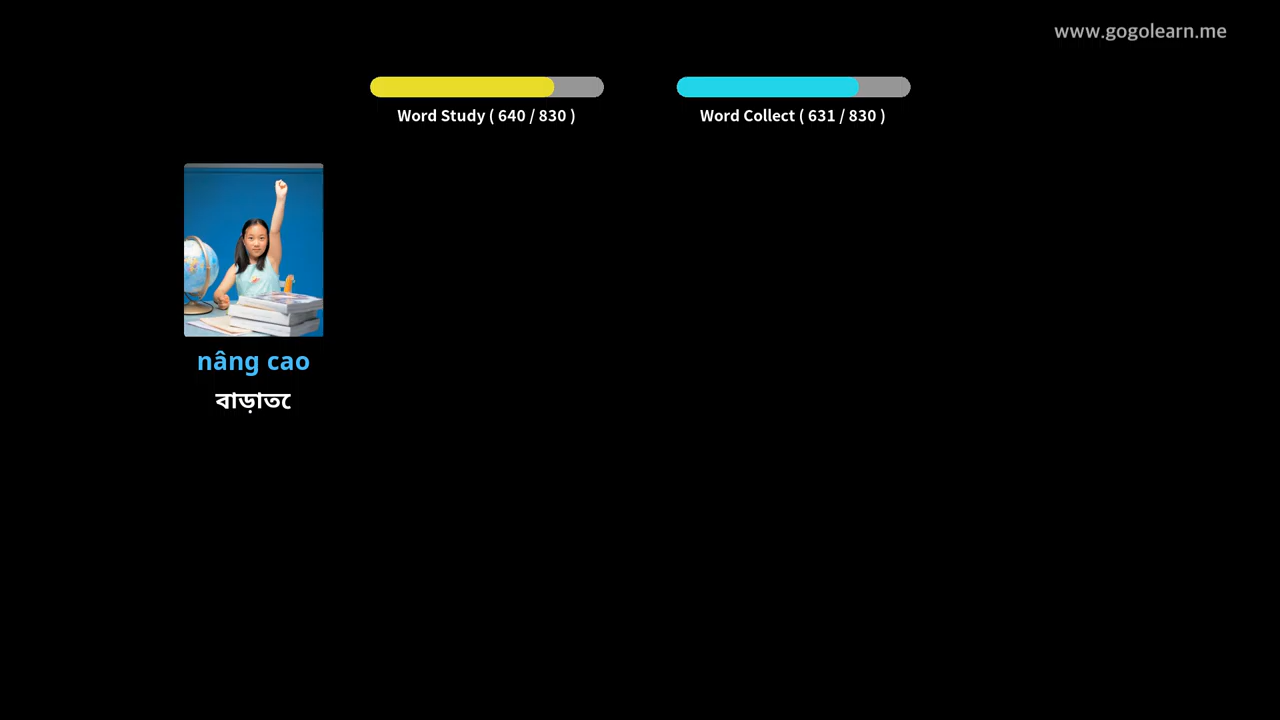 www.gogolearn.me
Word Study ( 640 / 830 )
Word Collect ( 631 / 830 )
nâng cao
বাড়াতে